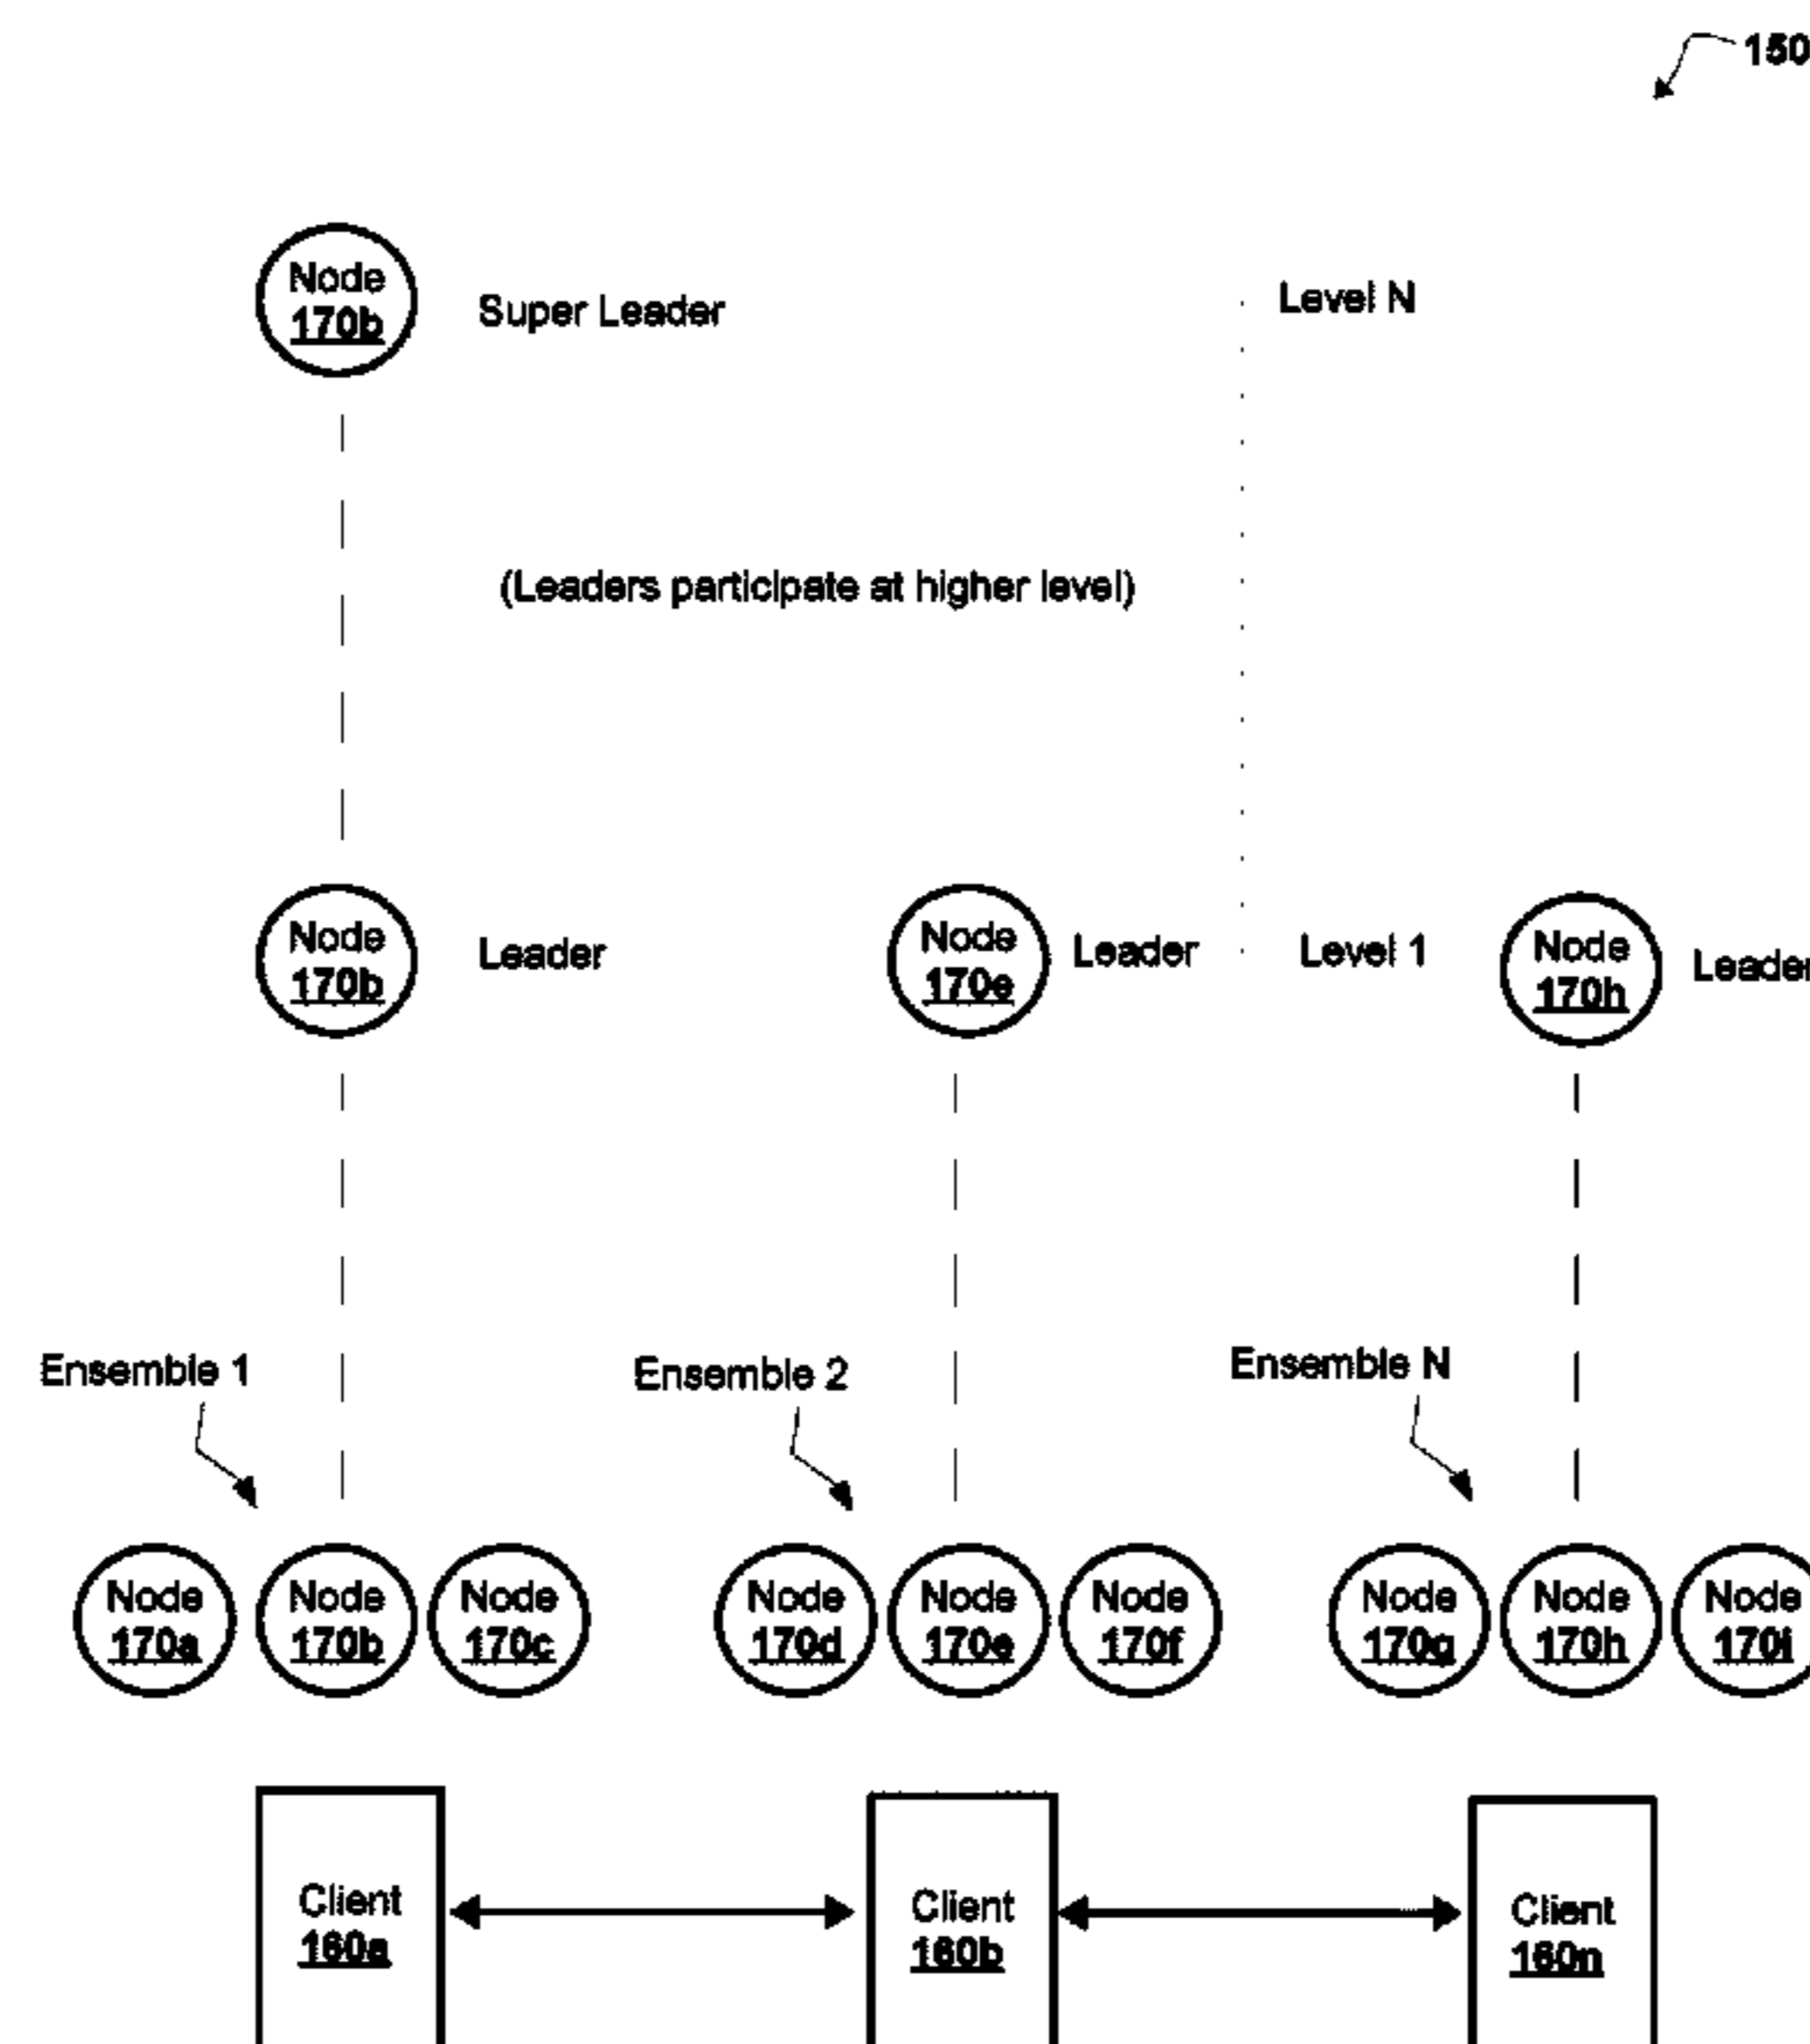 150
Node
170b
Super Leader
Level N
(Leaders participate at higher level)
Node
170b
Leader
Node
170e
Leader
Level 1
Node
170h
Leader
Ensemble 1
Ensemble 2
Ensemble N
Node
170a
Node
170b
Node
170c
Node
170d
Node
170e
Node
170f
Node
170g
Node
170h
Node
170i
Client
160a
Client
160b
Client
160n